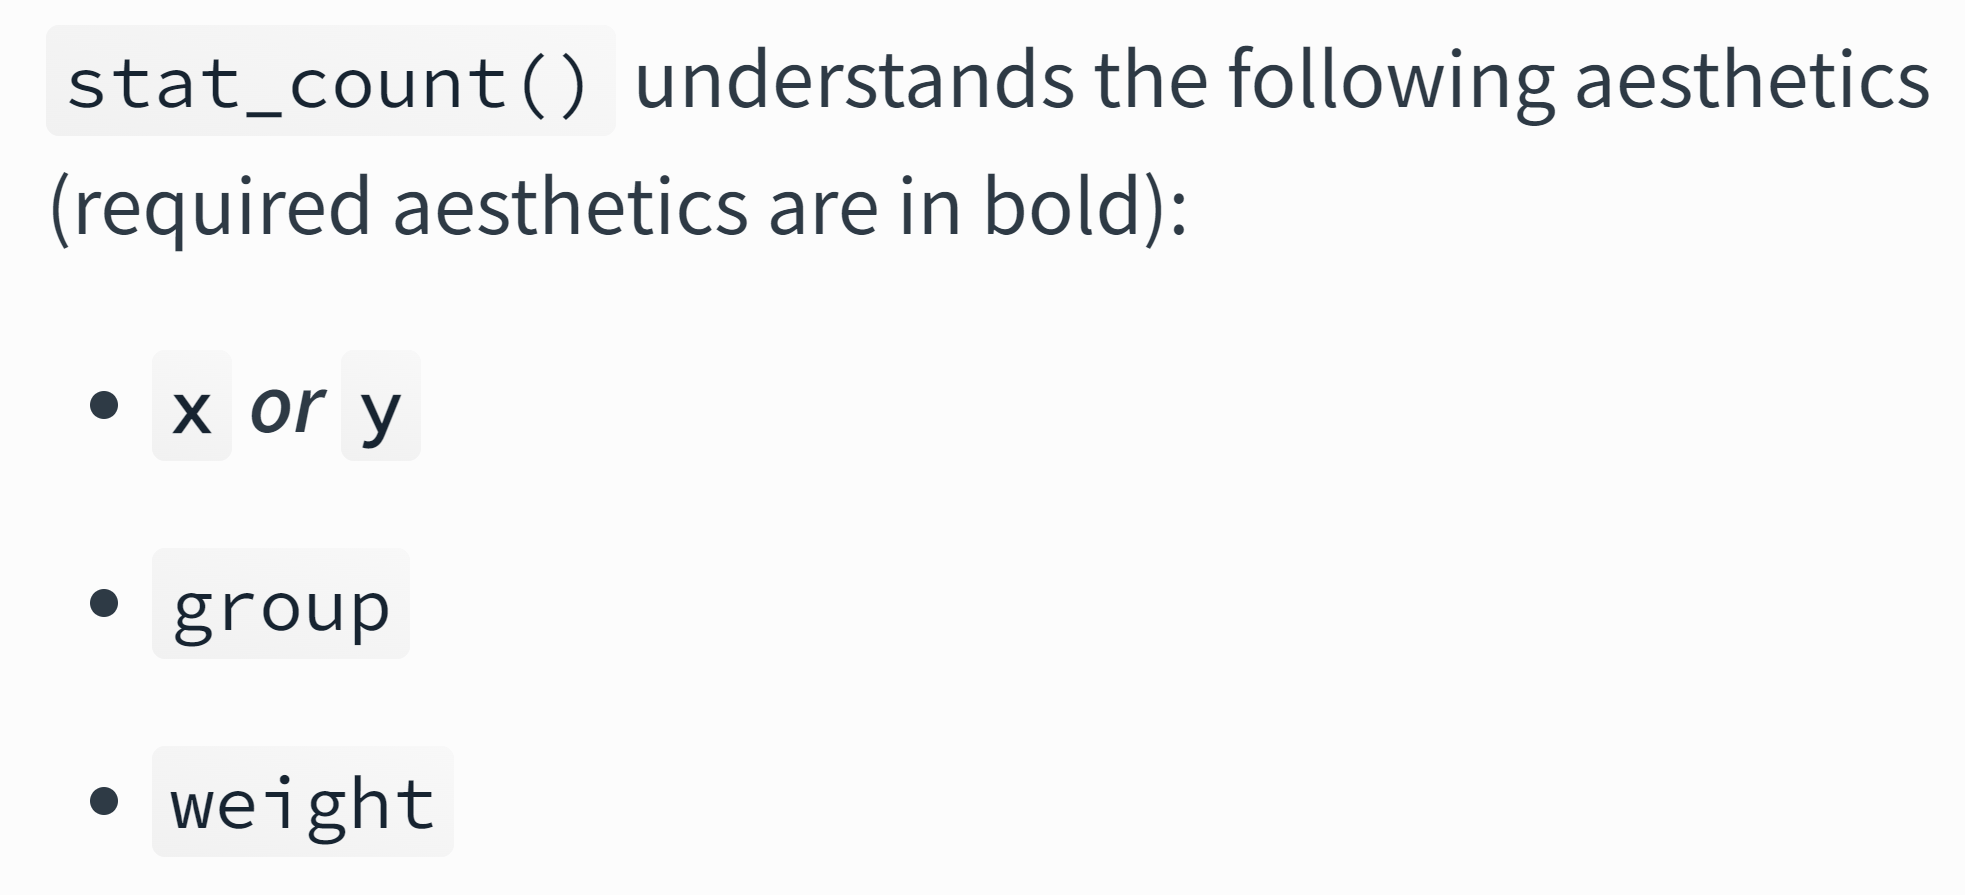 stat_count() understands the following aesthetics
(required aesthetics are in bold):
• x or y
• group
• weight